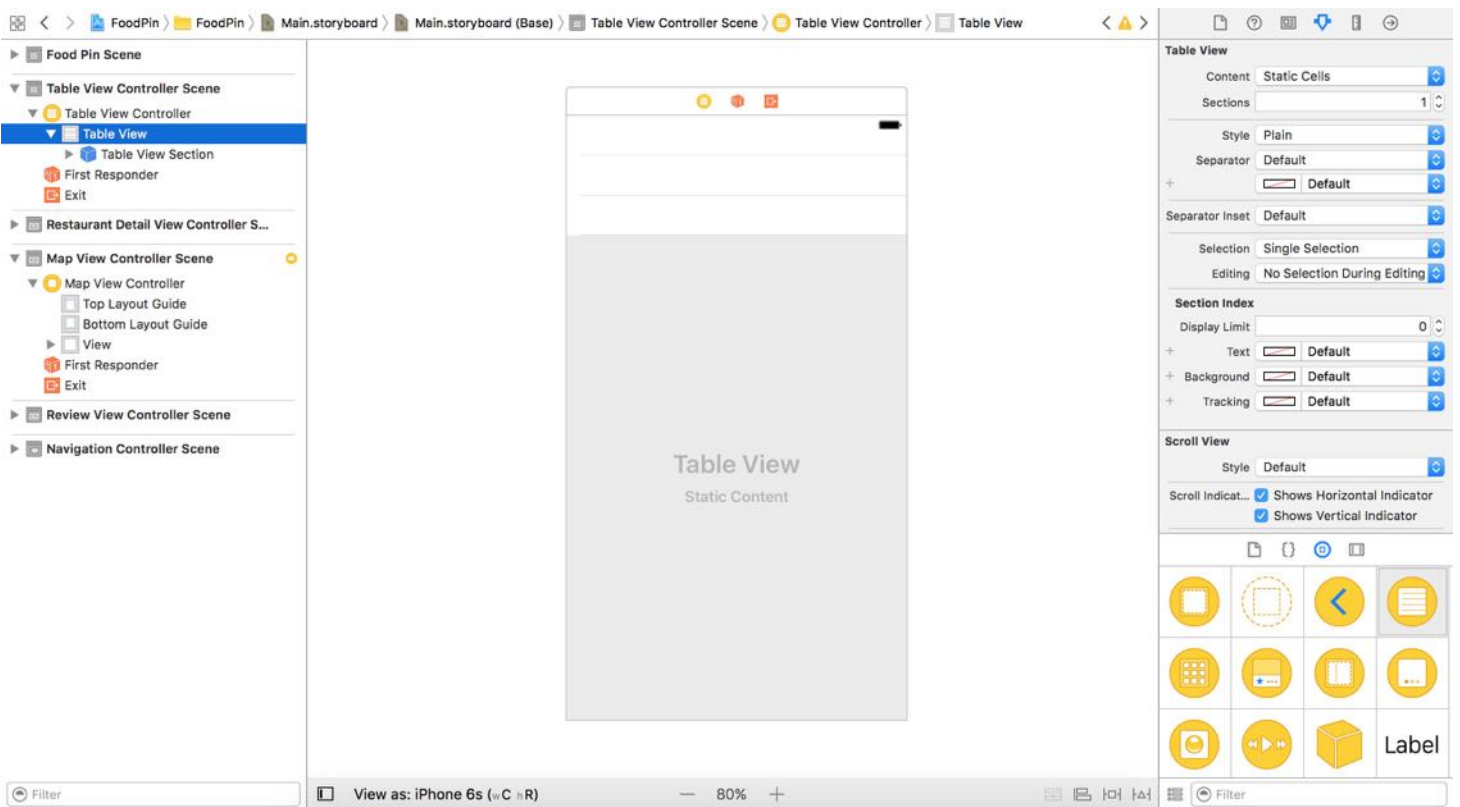 FoodPin
FoodPin
Main.storyboard
Main.storyboard (Base)
Table View Controller Scene
Table View Controller
Table View
Food Pin Scene
Table View Controller Scene
Table View Controller
Table View
Table View Section
First Responder
Exit
Restaurant Detail View Controller S...
Map View Controller Scene
Map View Controller
Top Layout Guide
Bottom Layout Guide
View
First Responder
Exit
Review View Controller Scene
Navigation Controller Scene
Filter
Table View
Static Content
View as: iPhone 6s (wC hR)
80%
Table View
Content Static Cells
Sections 1
Style Plain
Separator Default
Default
Separator Inset Default
Selection Single Selection
Editing No Selection During Editing
Section Index
Display Limit 0
Text Default
Background Default
Tracking Default
Scroll View
Style Default
Scroll Indicat... Shows Horizontal Indicator
Shows Vertical Indicator
Label
Filter